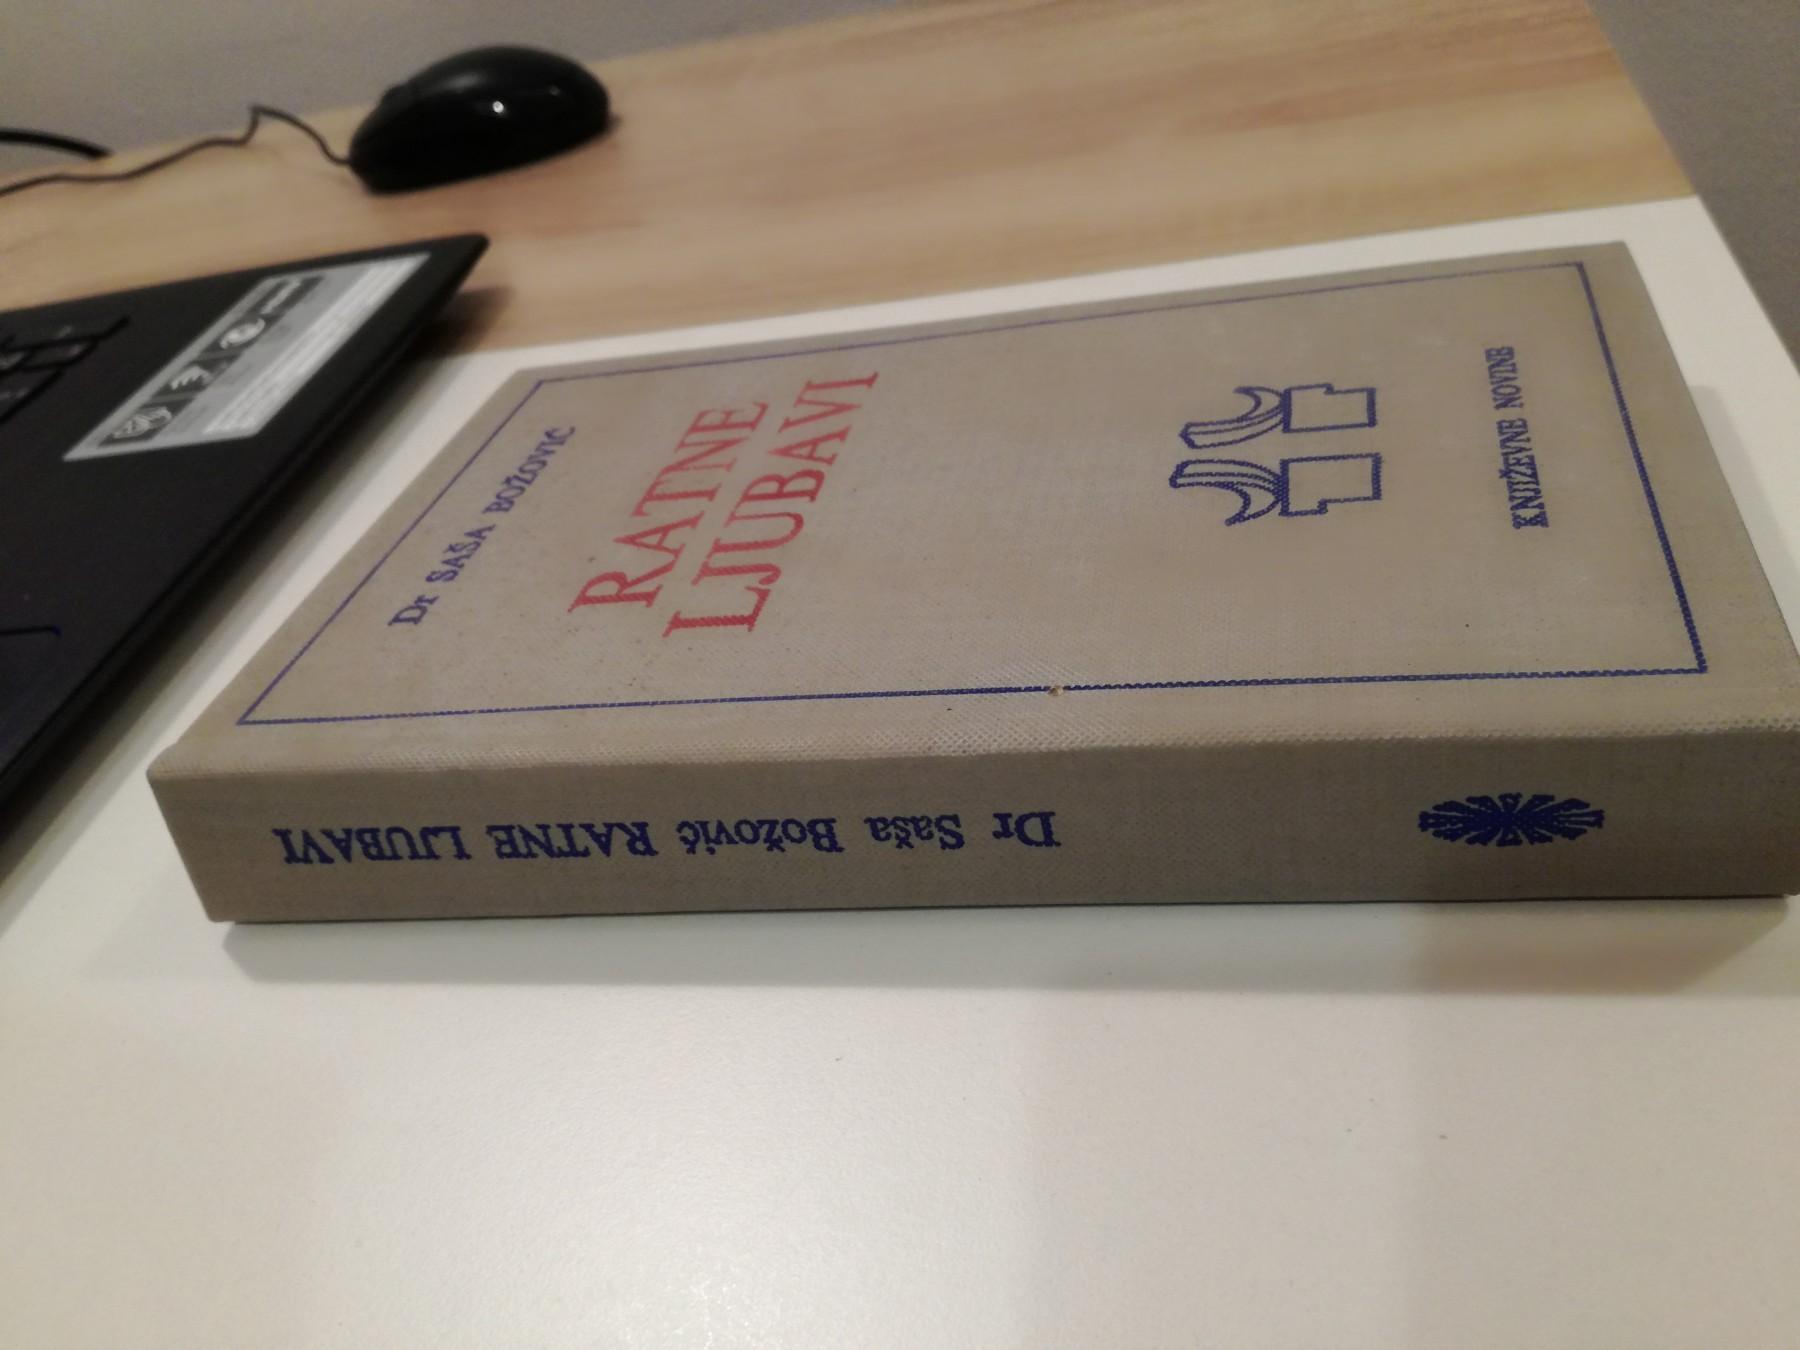 Dr SAŠA BOŽOVIĆ
RATNE
LJUBAVI
KNJIŽEVNE NOVINE
Dr Saša Božović RATNE LJUBAVI